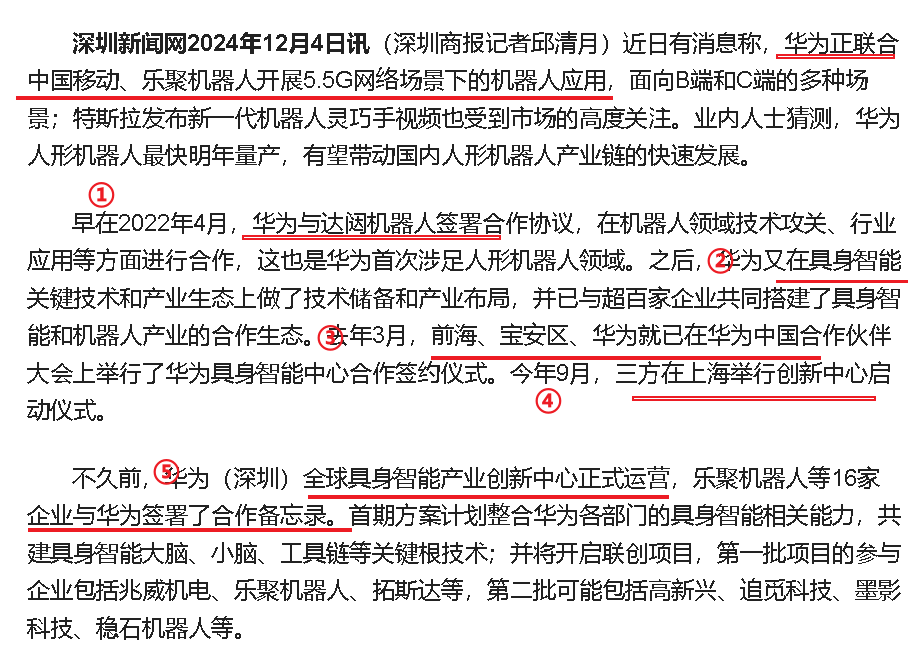 深圳新闻网2024年12月4日讯（深圳商报记者邱清月）近日有消息称，华为正联合
中国移动、乐聚机器人开展5.5G网络场景下的机器人应用，面向B端和C端的多种场
景；特斯拉发布新一代机器人灵巧手视频也受到市场的高度关注。业内人士猜测，华为
人形机器人最快明年量产，有望带动国内人形机器人产业链的快速发展。
①
早在2022年4月，华为与达闼机器人签署合作协议，在机器人领域技术攻关、行业
应用等方面进行合作，这也是华为首次涉足人形机器人领域。之后，②华为又在具身智能
关键技术和产业生态上做了技术储备和产业布局，并已与超百家企业共同搭建了具身智
能和机器人产业的合作生态。③去年3月，前海、宝安区、华为就已在华为中国合作伙伴
大会上举行了华为具身智能中心合作签约仪式。今年9月，三方在上海举行创新中心启
④
动仪式。
不久前，⑤华为（深圳）全球具身智能产业创新中心正式运营，乐聚机器人等16家
企业与华为签署了合作备忘录。首期方案计划整合华为各部门的具身智能相关能力，共
建具身智能大脑、小脑、工具链等关键根技术；并将开启联创项目，第一批项目的参与
企业包括兆威机电、乐聚机器人、拓斯达等，第二批可能包括高新兴、追觅科技、墨影
科技、稳石机器人等。